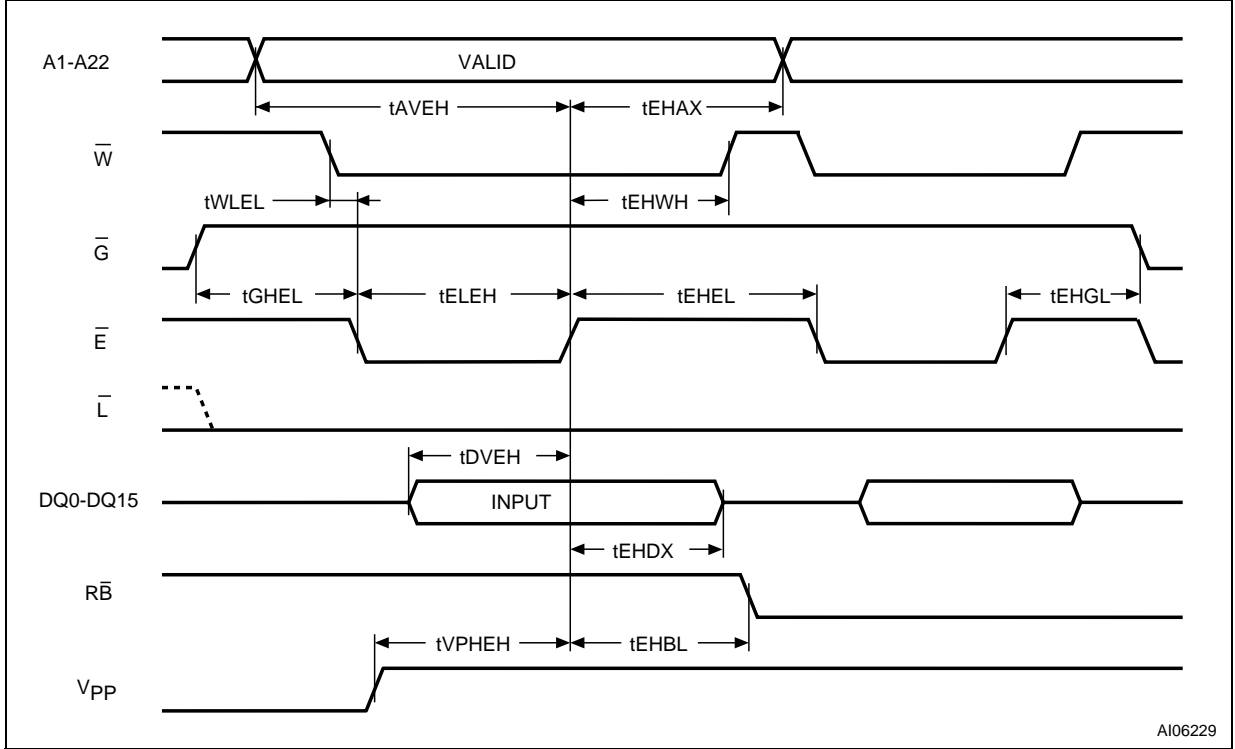 A1-A22
VALID
tAVEH
tEHAX
W̅
tWLEL
tEHWH
G̅
tGHEL
tELEH
tEHEL
tEHGL
E̅
L̅
tDVEH
DQ0-DQ15
INPUT
tEHDX
RB̅
tVPHEH
tEHBL
VPP
AI06229